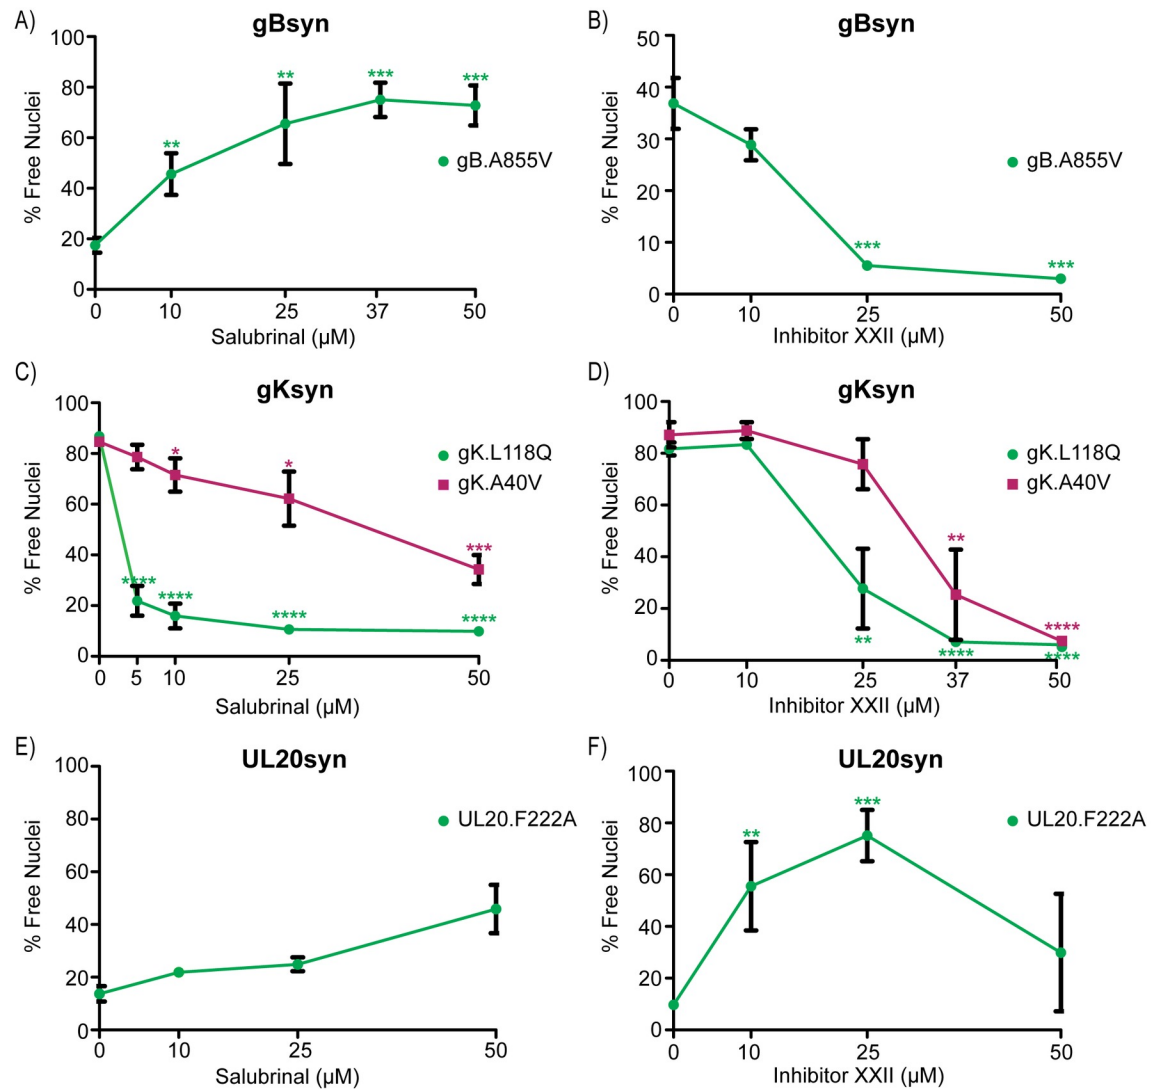 A)
gBsyn
% Free Nuclei
100
80
60
40
20
0
**
**
***
***
gB.A855V
0 10 25 37 50
Salubrinal (µM)
B)
gBsyn
% Free Nuclei
50
40
30
20
10
0
***
***
gB.A855V
0 10 25 50
Inhibitor XXII (µM)
C)
gKsyn
% Free Nuclei
100
80
60
40
20
0
*
*
***
****
****
****
****
gK.L118Q
gK.A40V
0 5 10 25 50
Salubrinal (µM)
D)
gKsyn
% Free Nuclei
100
80
60
40
20
0
**
****
**
****
****
gK.L118Q
gK.A40V
0 10 25 37 50
Inhibitor XXII (µM)
E)
UL20syn
% Free Nuclei
100
80
60
40
20
0
UL20.F222A
0 10 25 50
Salubrinal (µM)
F)
UL20syn
% Free Nuclei
100
80
60
40
20
0
**
***
UL20.F222A
0 10 25 50
Inhibitor XXII (µM)